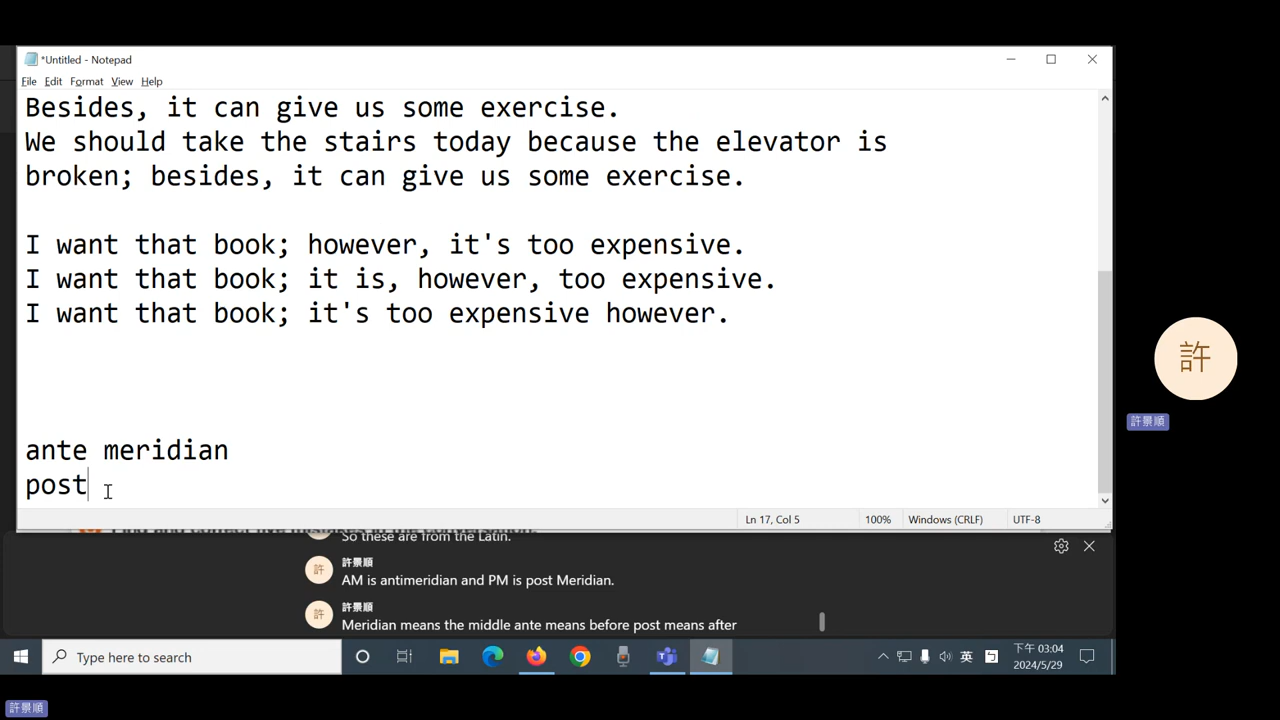 *Untitled - Notepad
File Edit Format View Help
Besides, it can give us some exercise.
We should take the stairs today because the elevator is
broken; besides, it can give us some exercise.
I want that book; however, it's too expensive.
I want that book; it is, however, too expensive.
I want that book; it's too expensive however.
ante meridian
post
Ln 17, Col 5 100% Windows (CRLF) UTF-8
So these are from the Latin.
許 許景順
AM is antimeridian and PM is post Meridian.
許 許景順
Meridian means the middle ante means before post means after
許
許景順
Type here to search
英
下午 03:04
2024/5/29
許景順